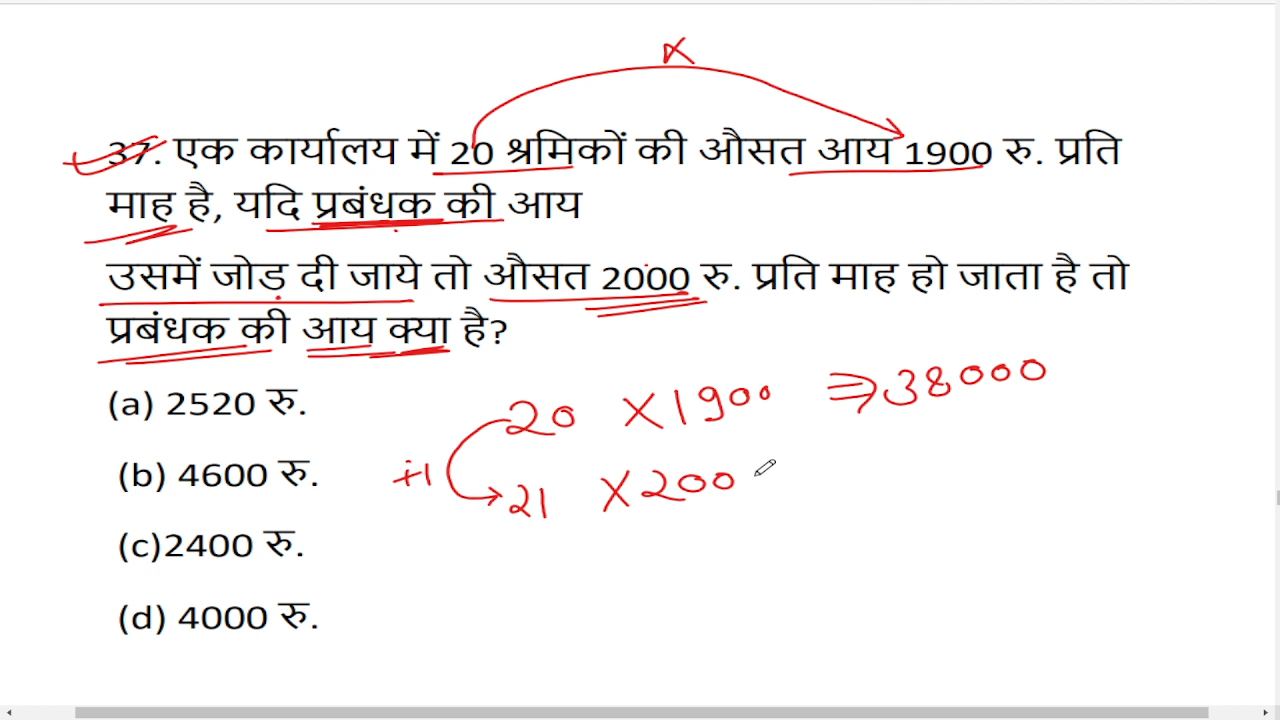 37. एक कार्यालय में 20 श्रमिकों की औसत आय 1900 रु. प्रति
माह है, यदि प्रबंधक की आय
उसमें जोड़ दी जाये तो औसत 2000 रु. प्रति माह हो जाता है तो
प्रबंधक की आय क्या है?
(a) 2520 रु.
20 × 1900 ⇒ 38000
(b) 4600 रु.
+1
21 × 200
(c)2400 रु.
(d) 4000 रु.